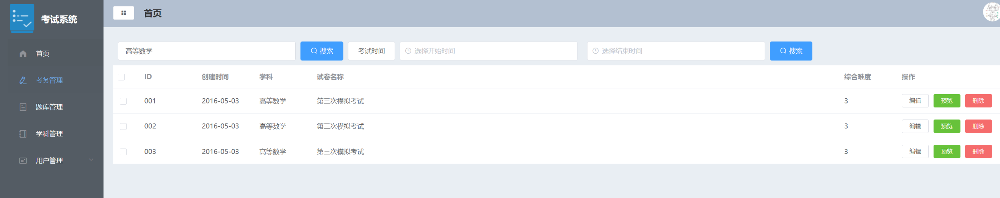 考试系统
首页
考务管理
题库管理
学科管理
用户管理
首页
高等数学 搜索 考试时间 选择开始时间 选择结束时间 搜索
ID 创建时间 学科 试卷名称 综合难度 操作
001 2016-05-03 高等数学 第三次模拟考试 3 编辑 预览 删除
002 2016-05-03 高等数学 第三次模拟考试 3 编辑 预览 删除
003 2016-05-03 高等数学 第三次模拟考试 3 编辑 预览 删除